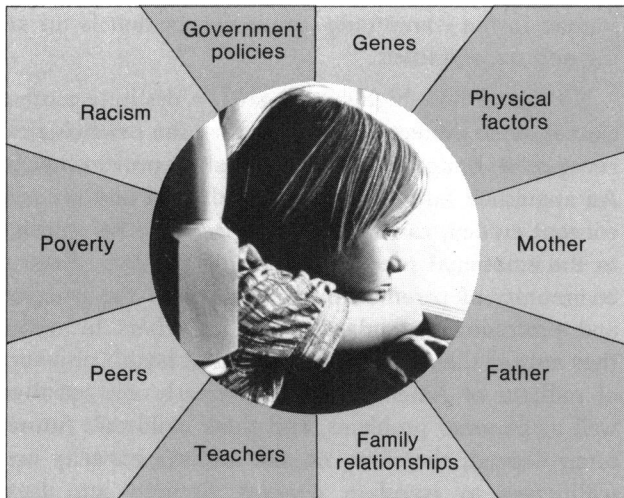 Government
policies
Genes
Physical
factors
Mother
Father
Family
relationships
Teachers
Peers
Poverty
Racism